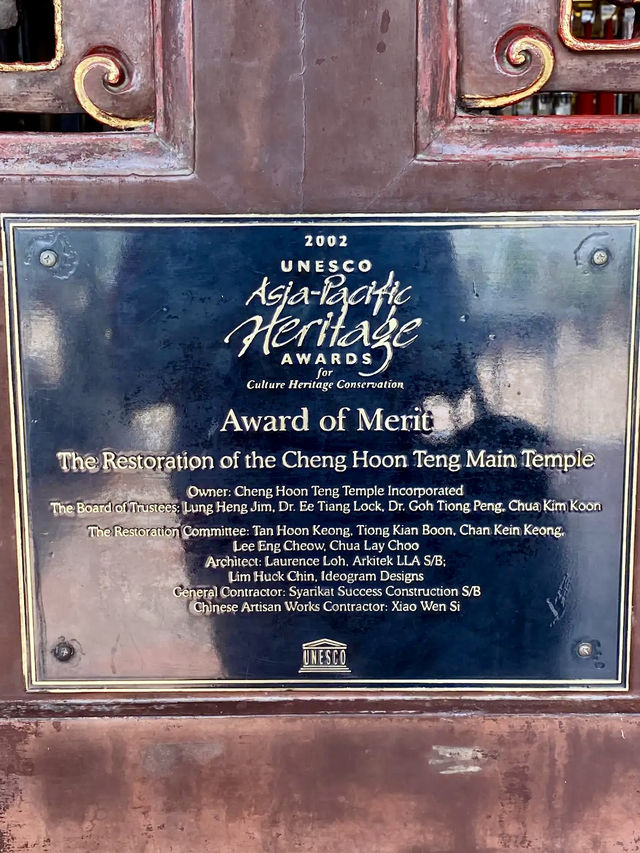 2002
UNESCO
Asia-Pacific
Heritage
AWARDS
for
Culture Heritage Conservation
Award of Merit
The Restoration of the Cheng Hoon Teng Main Temple
Owner: Cheng Hoon Teng Temple Incorporated
The Board of Trustees: Lung Heng Jim, Dr. Ee Tiang Lock, Dr. Goh Tiong Peng, Chua Kim Koon
The Restoration Committee: Tan Hoon Keong, Tiong Kian Boon, Chan Kein Keong,
Lee Eng Cheow, Chua Lay Choo
Architect: Laurence Loh, Arkitek LLA S/B;
Lim Huck Chin, Ideogram Designs
General Contractor: Syarikat Success Construction S/B
Chinese Artisan Works Contractor: Xiao Wen Si
UNESCO